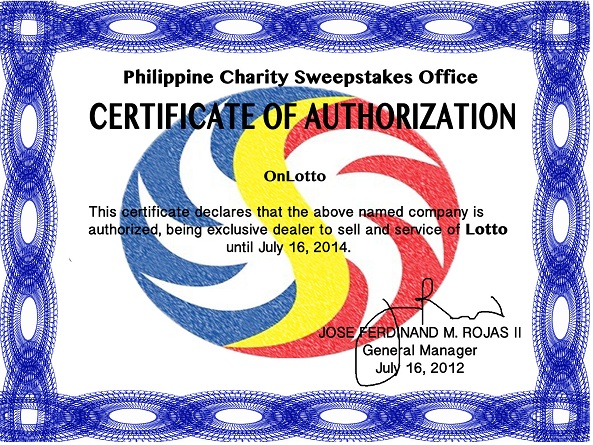 Philippine Charity Sweepstakes Office
CERTIFICATE OF AUTHORIZATION
OnLotto
This certificate declares that the above named company is
authorized, being exclusive dealer to sell and service of Lotto
until July 16, 2014.
JOSE FERDINAND M. ROJAS II
General Manager
July 16, 2012